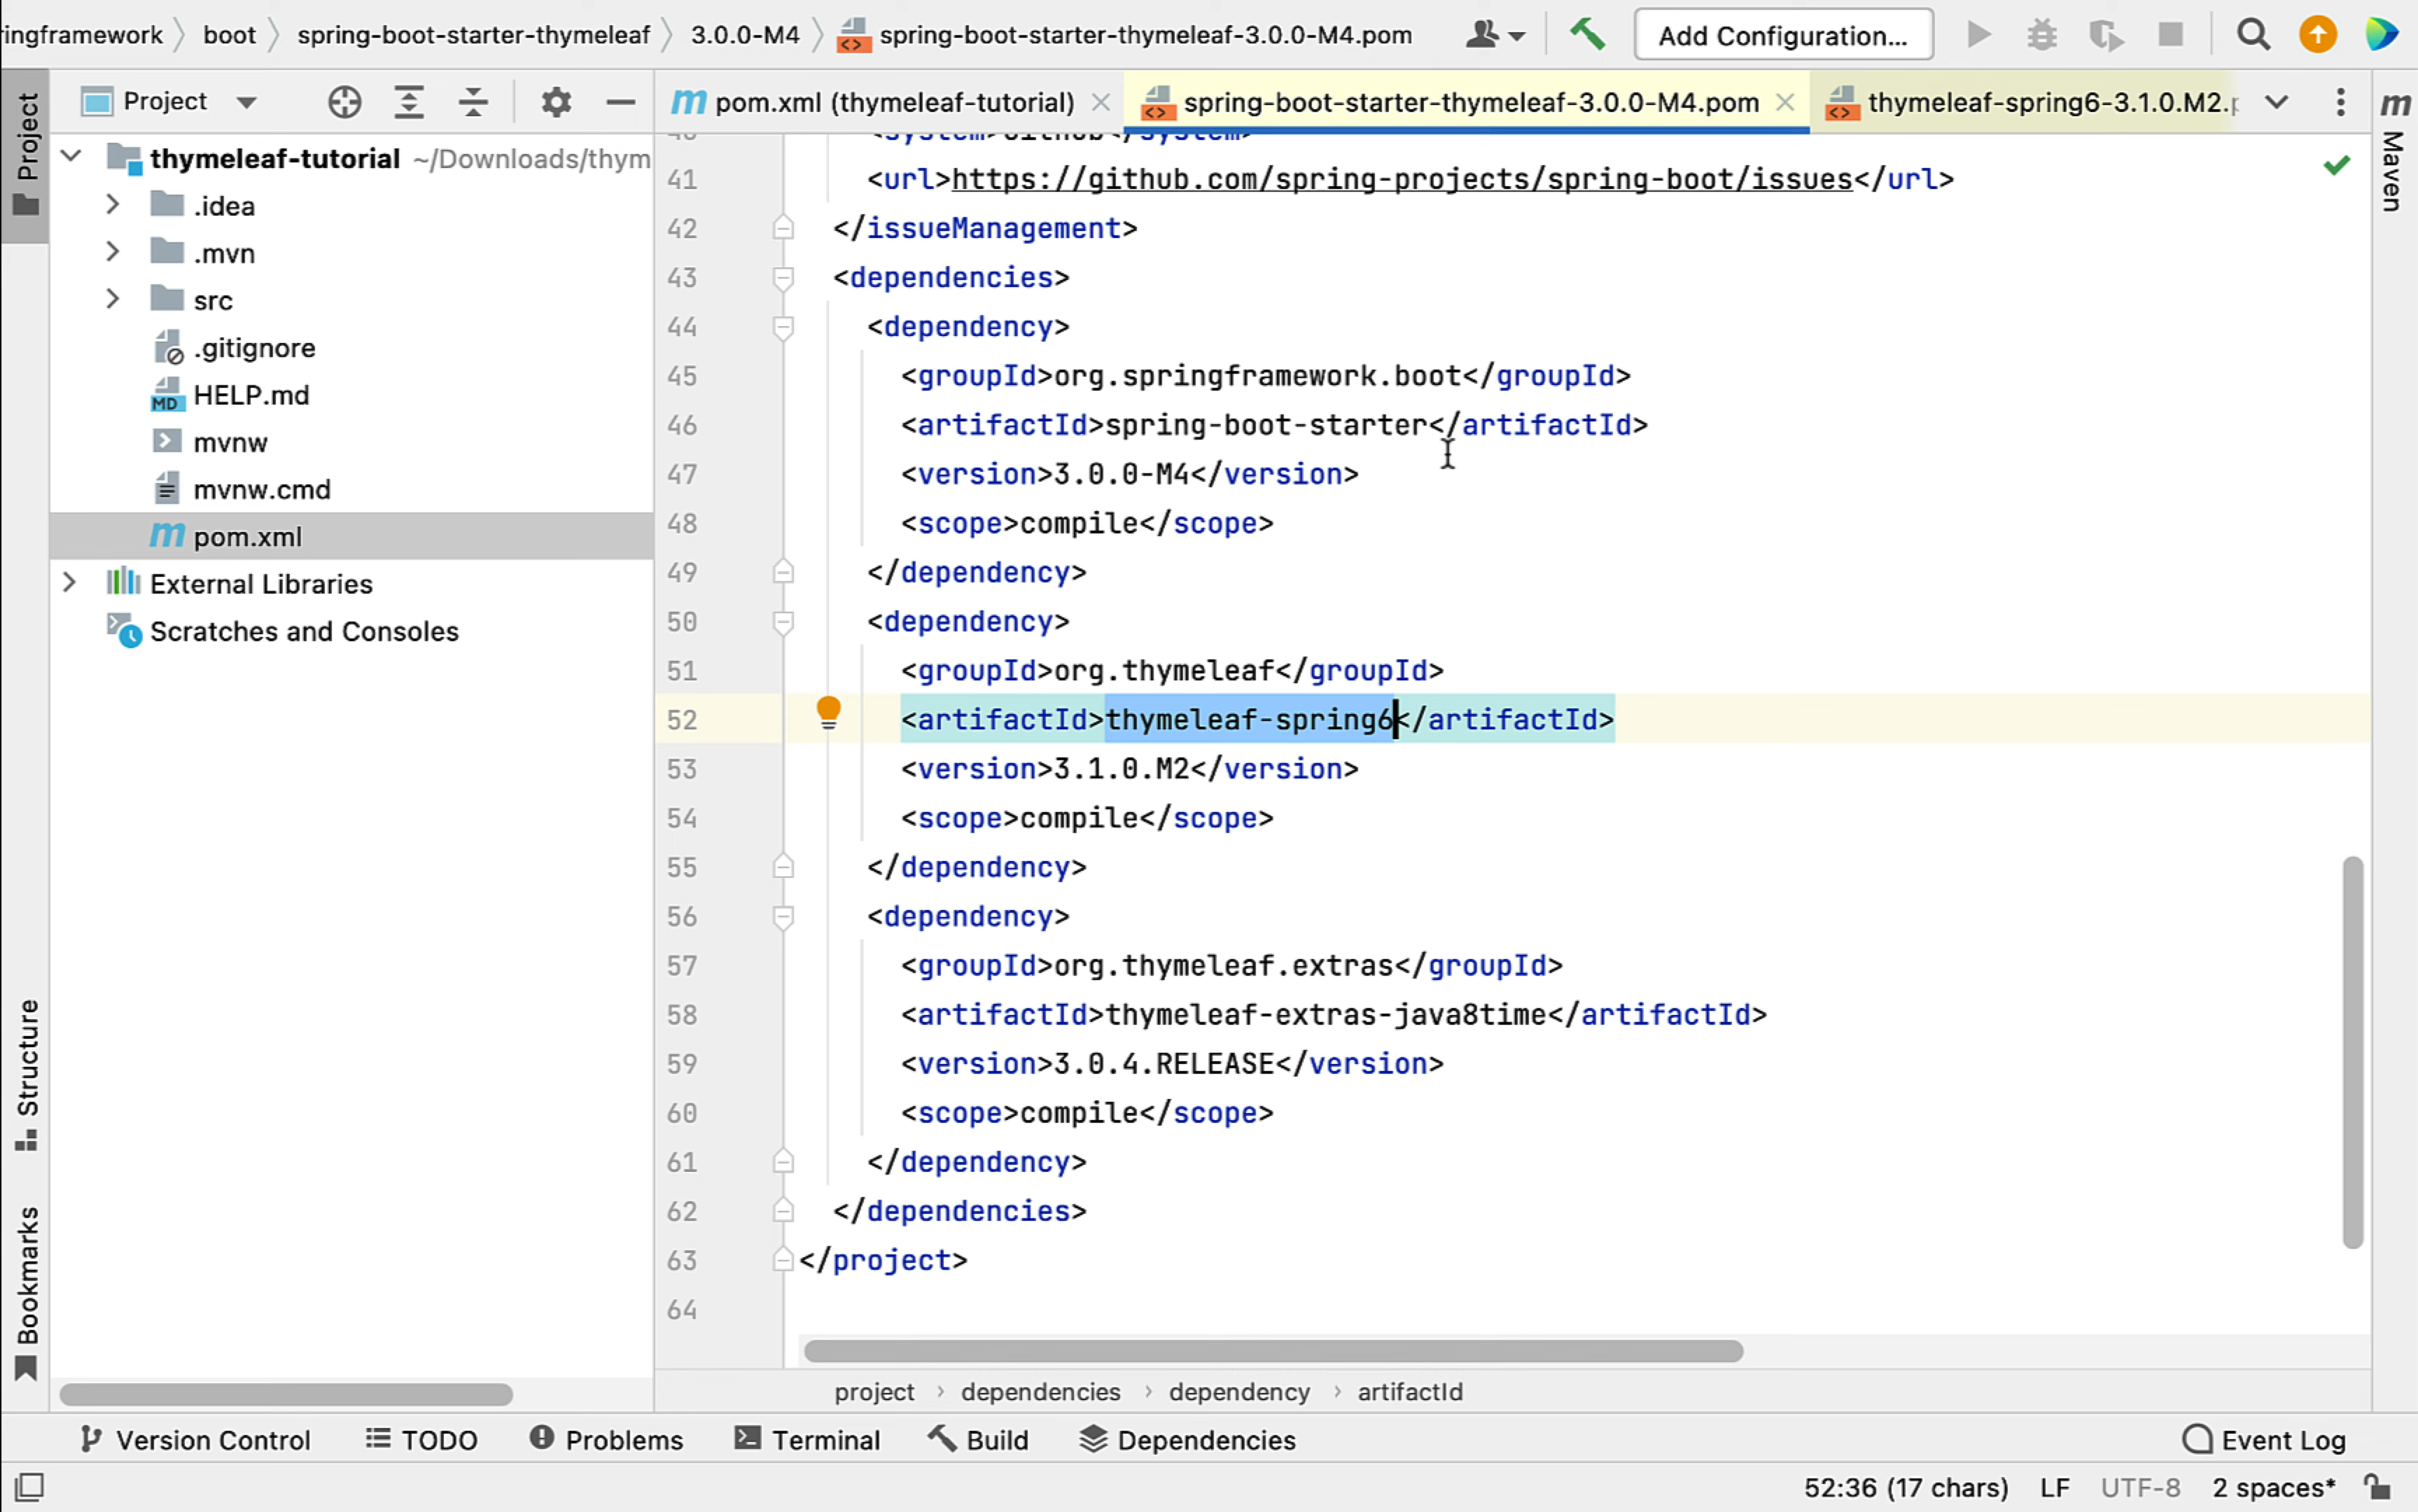 ingframework boot spring-boot-starter-thymeleaf 3.0.0-M4 spring-boot-starter-thymeleaf-3.0.0-M4.pom Add Configuration...
Project
pom.xml (thymeleaf-tutorial)
spring-boot-starter-thymeleaf-3.0.0-M4.pom
thymeleaf-spring6-3.1.0.M2.p
Project
Structure
Bookmarks
Maven
thymeleaf-tutorial ~/Downloads/thym
.idea
.mvn
src
.gitignore
HELP.md
mvnw
mvnw.cmd
pom.xml
External Libraries
Scratches and Consoles
40 <system>Github</system>
41 <url>https://github.com/spring-projects/spring-boot/issues</url>
42 </issueManagement>
43 <dependencies>
44 <dependency>
45 <groupId>org.springframework.boot</groupId>
46 <artifactId>spring-boot-starter</artifactId>
47 <version>3.0.0-M4</version>
48 <scope>compile</scope>
49 </dependency>
50 <dependency>
51 <groupId>org.thymeleaf</groupId>
52 <artifactId>thymeleaf-spring6</artifactId>
53 <version>3.1.0.M2</version>
54 <scope>compile</scope>
55 </dependency>
56 <dependency>
57 <groupId>org.thymeleaf.extras</groupId>
58 <artifactId>thymeleaf-extras-java8time</artifactId>
59 <version>3.0.4.RELEASE</version>
60 <scope>compile</scope>
61 </dependency>
62 </dependencies>
63 </project>
64
project › dependencies › dependency › artifactId
Version Control TODO Problems Terminal Build Dependencies Event Log
52:36 (17 chars) LF UTF-8 2 spaces*